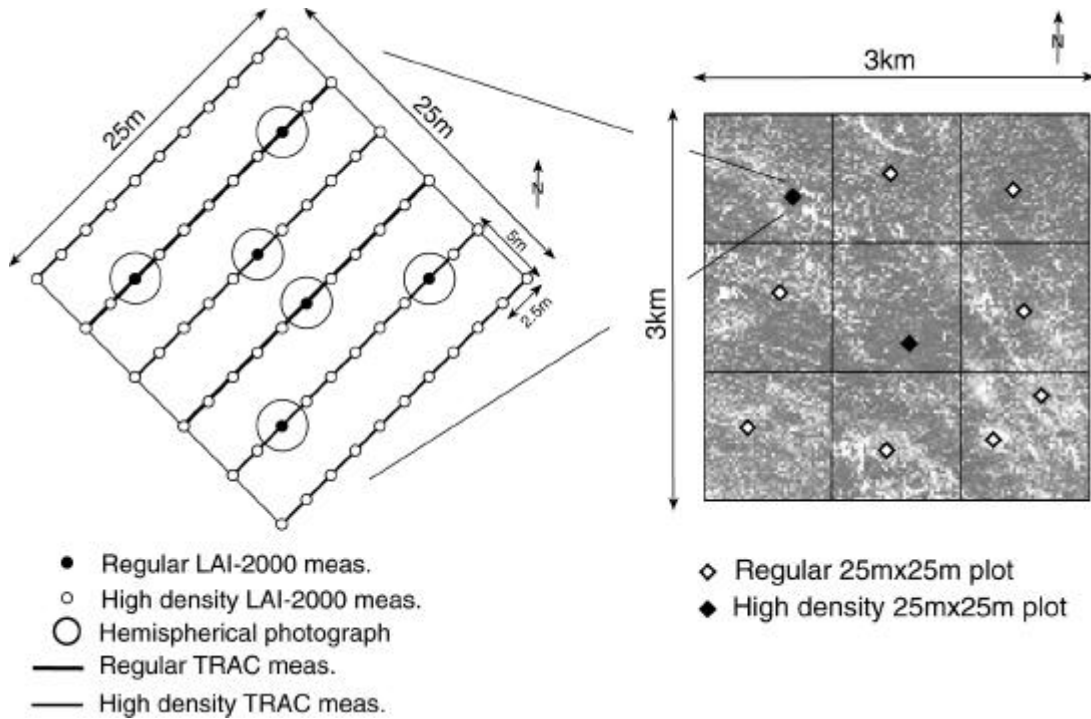 25m
25m
N
5m
2.5m
Regular LAI-2000 meas.
High density LAI-2000 meas.
Hemispherical photograph
Regular TRAC meas.
High density TRAC meas.
N
3km
3km
Regular 25mx25m plot
High density 25mx25m plot